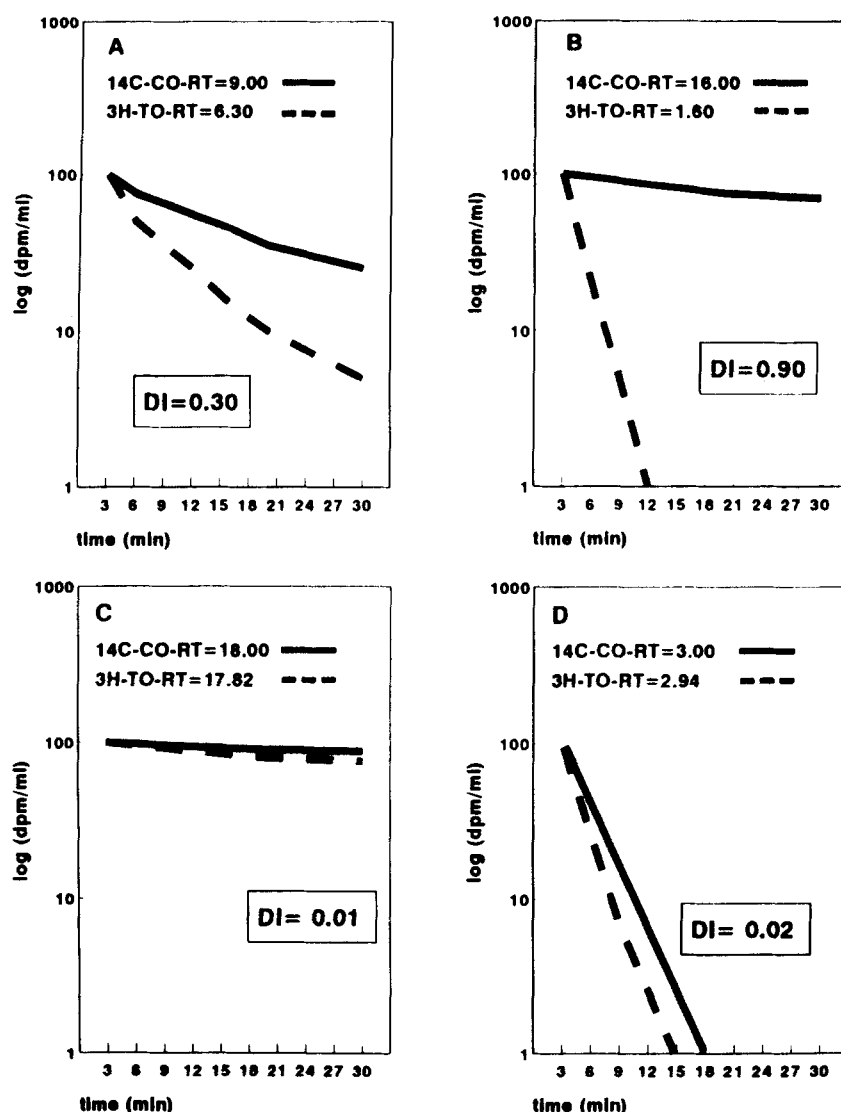 A
14C-CO-RT=9.00
3H-TO-RT=6.30
1000
100
10
1
log (dpm/ml)
DI=0.30
3 6 9 12 15 18 21 24 27 30
time (min)
B
14C-CO-RT=16.00
3H-TO-RT=1.60
1000
100
10
1
log (dpm/ml)
DI=0.90
3 6 9 12 15 18 21 24 27 30
time (min)
C
14C-CO-RT=18.00
3H-TO-RT=17.82
1000
100
10
1
log (dpm/ml)
DI= 0.01
3 6 9 12 15 18 21 24 27 30
time (min)
D
14C-CO-RT=3.00
3H-TO-RT=2.94
1000
100
10
1
log (dpm/ml)
DI= 0.02
3 6 9 12 15 18 21 24 27 30
time (min)